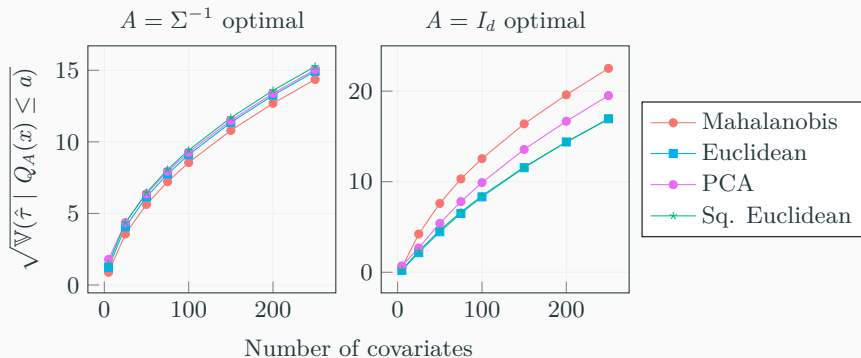 A = Σ⁻¹ optimal
A = I_d optimal
√𝕍(τ̂ | Q_A(x) ≤ a)
15
10
5
0
0
100
200
20
10
0
0
100
200
Number of covariates
Mahalanobis
Euclidean
PCA
Sq. Euclidean